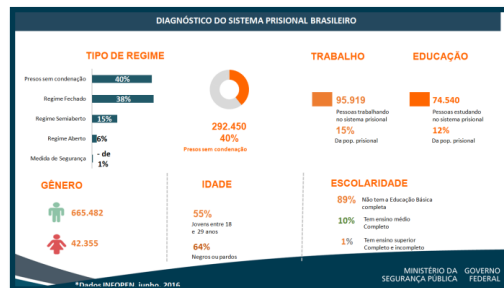 DIAGNÓSTICO DO SISTEMA PRISIONAL BRASILEIRO
TIPO DE REGIME
Presos sem condenação
40%
Regime Fechado
38%
Regime Semiaberto
15%
Regime Aberto
6%
Medida de Segurança
- de
1%
292.450
40%
Presos sem condenação
TRABALHO
95.919
Pessoas trabalhando
no sistema prisional
15%
Da pop. prisional
EDUCAÇÃO
74.540
Pessoas estudando
no sistema prisional
12%
Da pop. prisional
GÊNERO
665.482
42.355
IDADE
55%
Jovens entre 18
e 29 anos
64%
Negros ou pardos
ESCOLARIDADE
89%
Não tem a Educação Básica
completa
10%
Tem ensino médio
Completo
1%
Tem ensino superior
Completo e incompleto
*Dados INFOPEN, junho, 2016
MINISTÉRIO DA
SEGURANÇA PÚBLICA
GOVERNO
FEDERAL